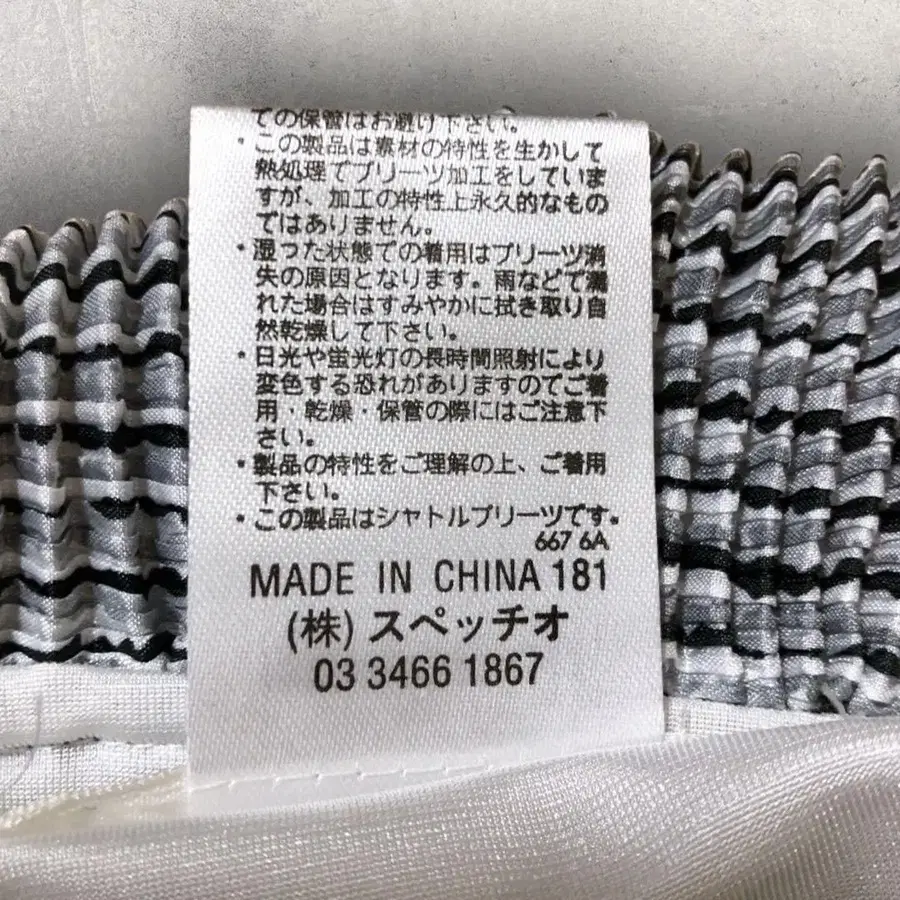 ての保管はお避け下さい。
・この製品は素材の特性を生かして
熱処理でプリーツ加工をしていま
すが、加工の特性上永久的なもの
ではありません。
・湿った状態での着用はプリーツ消
失の原因となります。雨などで濡
れた場合はすみやかに拭き取り自
然乾燥して下さい。
・日光や蛍光灯の長時間照射により
変色する恐れがありますのでご着
用・乾燥・保管の際にはご注意下
さい。
・製品の特性をご理解の上、ご着用
下さい。
・この製品はシャトルプリーツです。
667 6A
MADE IN CHINA 181
(株) スペッチオ
03 3466 1867